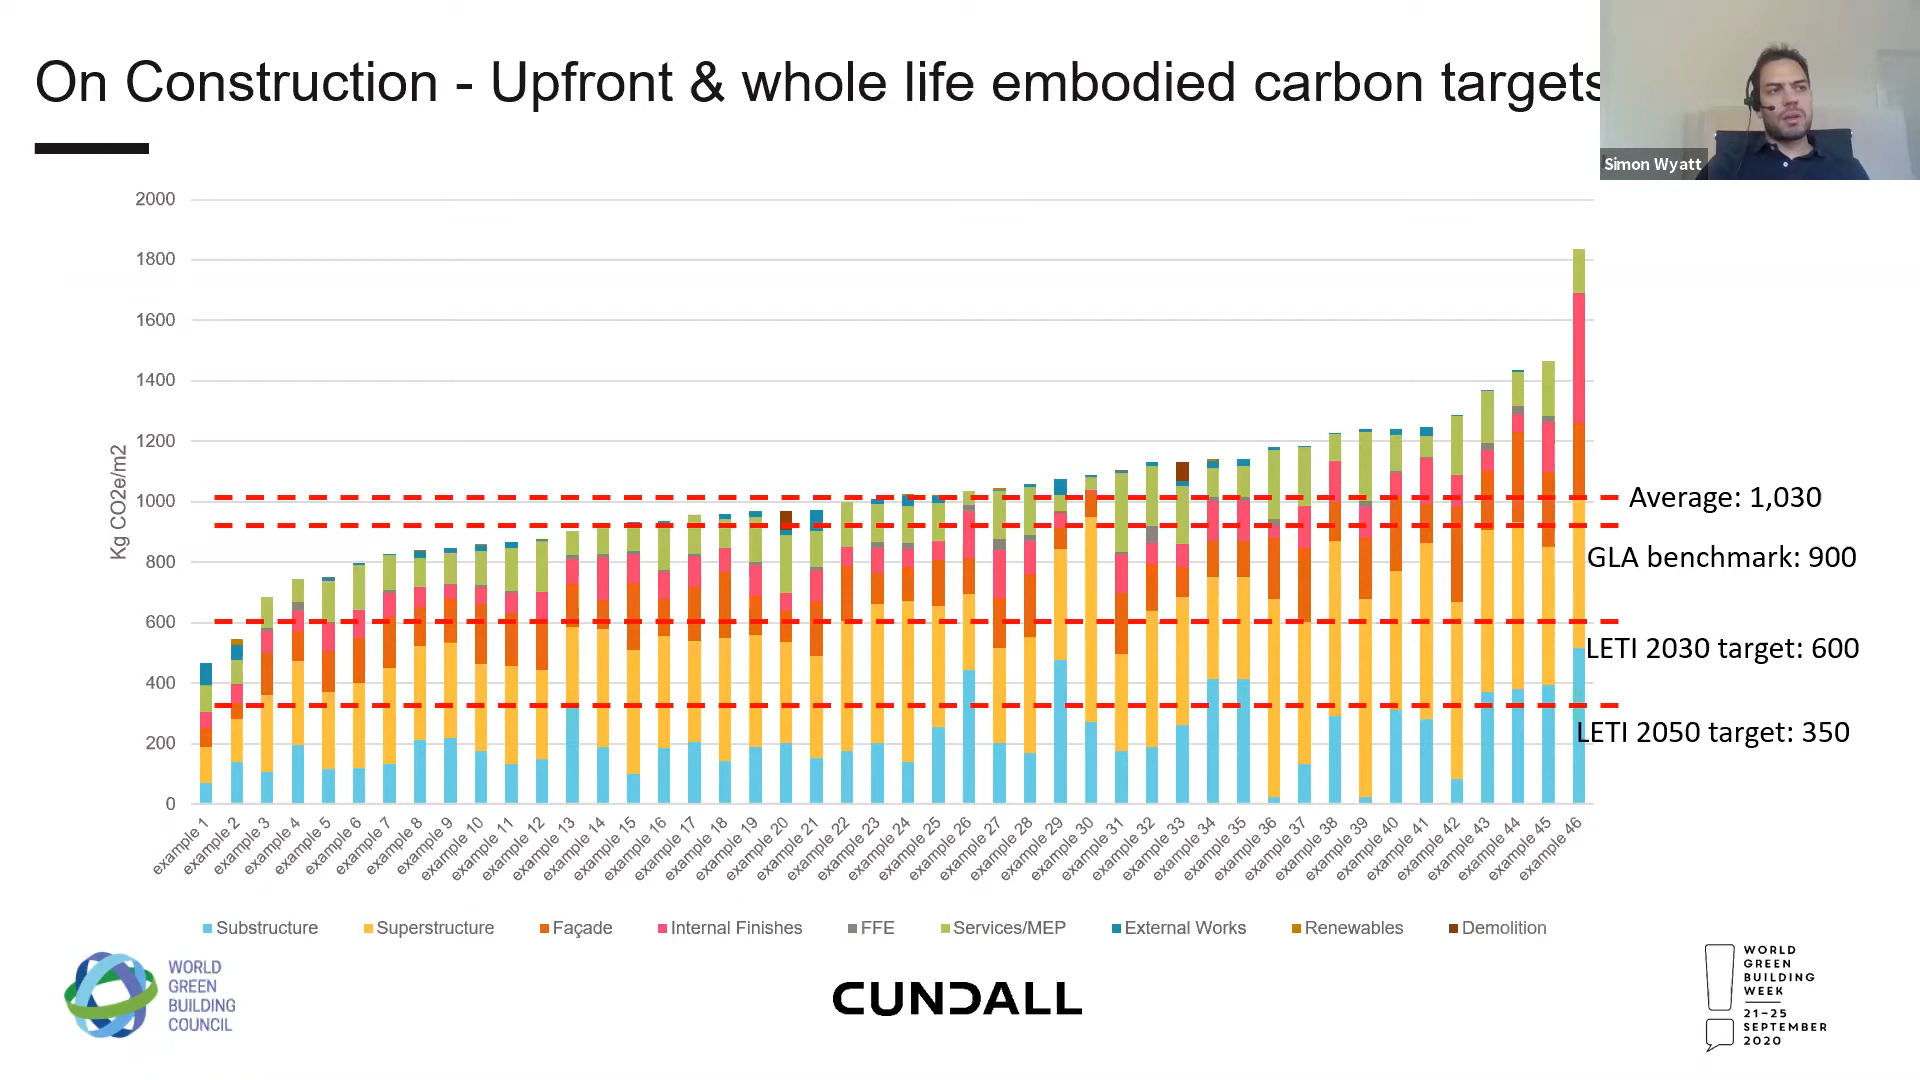 On Construction - Upfront & whole life embodied carbon targets
Simon Wyatt
2000
1800
1600
1400
1200
1000
800
600
400
200
0
Kg CO2e/m2
Average: 1,030
GLA benchmark: 900
LETI 2030 target: 600
LETI 2050 target: 350
example 1
example 2
example 3
example 4
example 5
example 6
example 7
example 8
example 9
example 10
example 11
example 12
example 13
example 14
example 15
example 16
example 17
example 18
example 19
example 20
example 21
example 22
example 23
example 24
example 25
example 26
example 27
example 28
example 29
example 30
example 31
example 32
example 33
example 34
example 35
example 36
example 37
example 38
example 39
example 40
example 41
example 42
example 43
example 44
example 45
example 46
Substructure Superstructure Façade Internal Finishes FFE Services/MEP External Works Renewables Demolition
WORLD
GREEN
BUILDING
COUNCIL
CUNDALL
WORLD
GREEN
BUILDING
WEEK
21–25
SEPTEMBER
2020